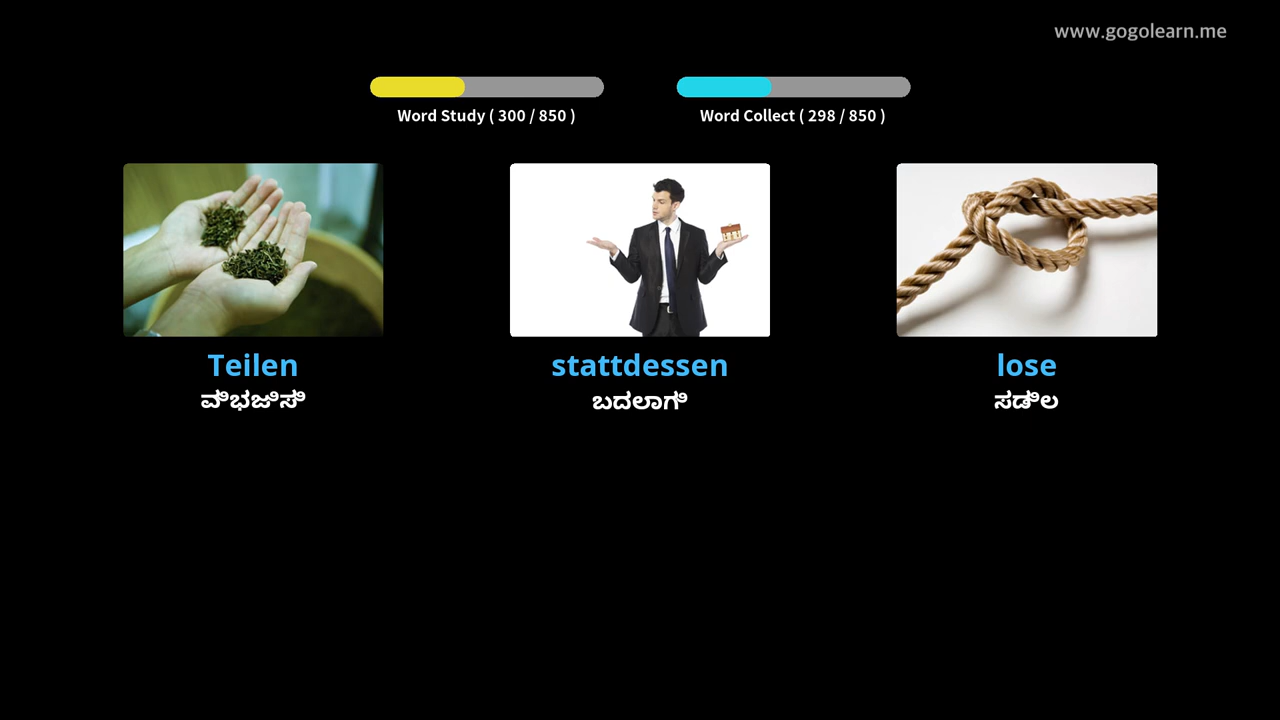 www.gogolearn.me
Word Study ( 300 / 850 )
Word Collect ( 298 / 850 )
Teilen
ವಿಭಜಿಸಿ
stattdessen
ಬದಲಾಗಿ
lose
ಸಡಿಲ